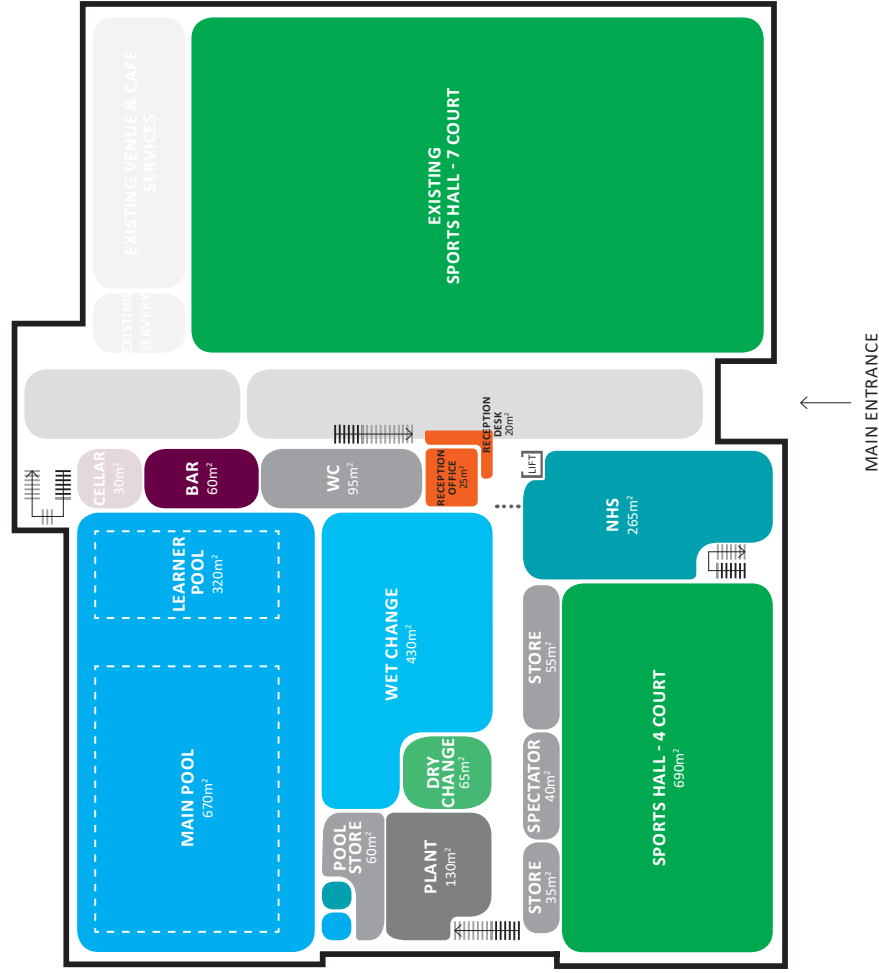 EXISTING VENUE & CAFE
SERVICES
EXISTING
SERVERY
EXISTING
SPORTS HALL - 7 COURT
MAIN ENTRANCE
RECEPTION
DESK
20m²
CELLAR
30m²
BAR
60m²
WC
95m²
RECEPTION
OFFICE
25m²
LIFT
NHS
265m²
LEARNER
POOL
320m²
MAIN POOL
670m²
WET CHANGE
430m²
DRY
CHANGE
65m²
POOL
STORE
60m²
PLANT
130m²
STORE
55m²
SPECTATOR
40m²
STORE
35m²
SPORTS HALL - 4 COURT
690m²